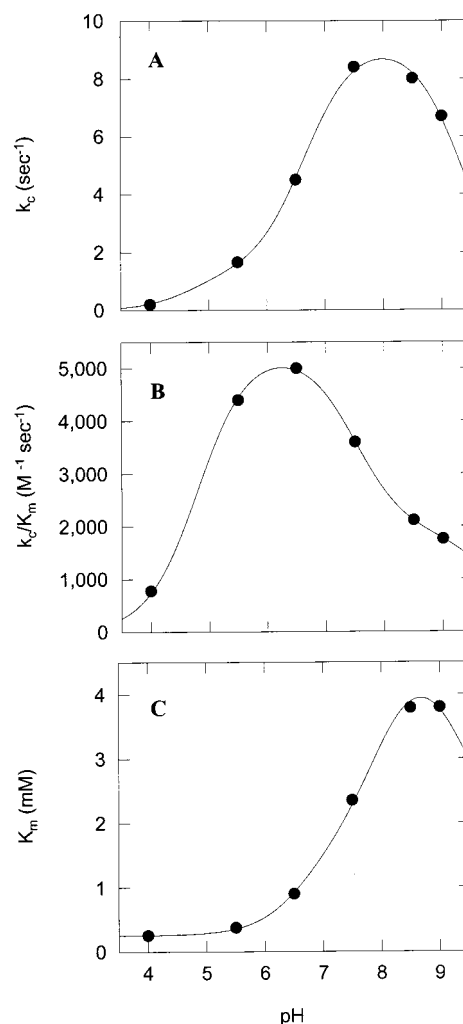 A
10
8
6
4
2
0
k_c (sec⁻¹)
B
5,000
4,000
3,000
2,000
1,000
0
k_c/K_m (M⁻¹ sec⁻¹)
C
4
3
2
1
0
K_m (mM)
4 5 6 7 8 9
pH